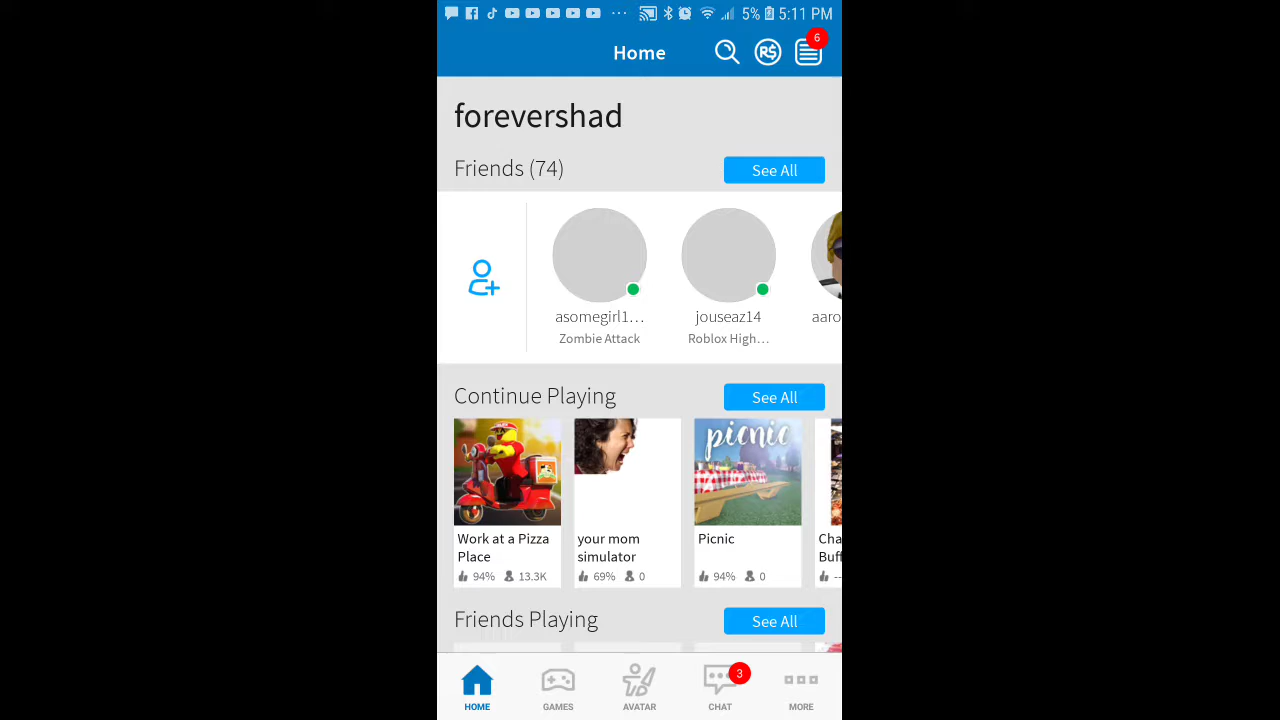 5% 5:11 PM
Home
R$
6
forevershad
Friends (74)
See All
asomegirl1...
jouseaz14
aaro
Zombie Attack
Roblox High...
Continue Playing
See All
picnic
Work at a Pizza Place
94% 13.3K
your mom simulator
69% 0
Picnic
94% 0
Cha
Buff
--
Friends Playing
See All
3
HOME
GAMES
AVATAR
CHAT
MORE